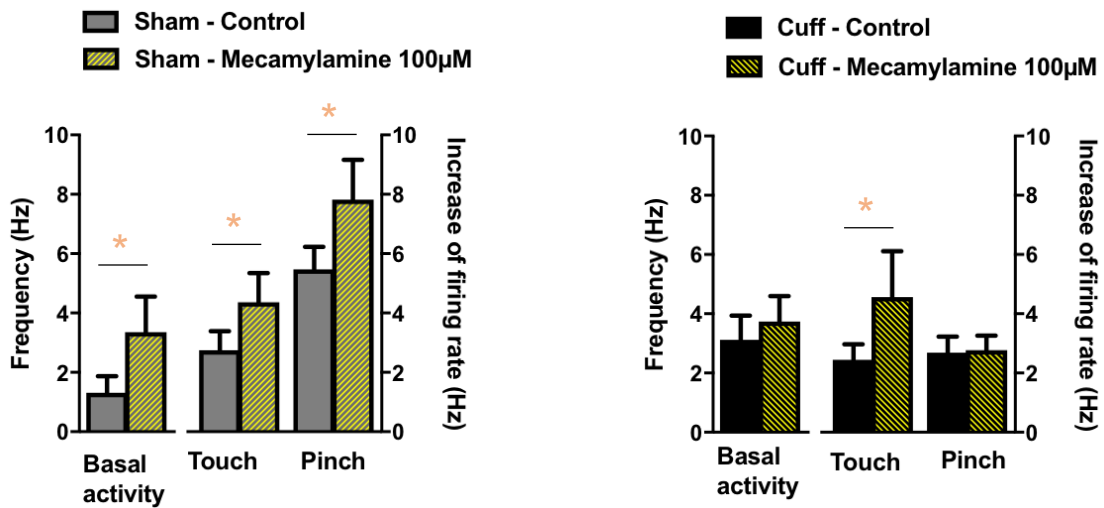 Sham - Control
Sham - Mecamylamine 100µM
*
*
*
10
8
6
4
2
0
Frequency (Hz)
10
8
6
4
2
0
Increase of firing rate (Hz)
Basal
activity
Touch
Pinch
Cuff - Control
Cuff - Mecamylamine 100µM
*
10
8
6
4
2
0
Frequency (Hz)
10
8
6
4
2
0
Increase of firing rate (Hz)
Basal
activity
Touch
Pinch